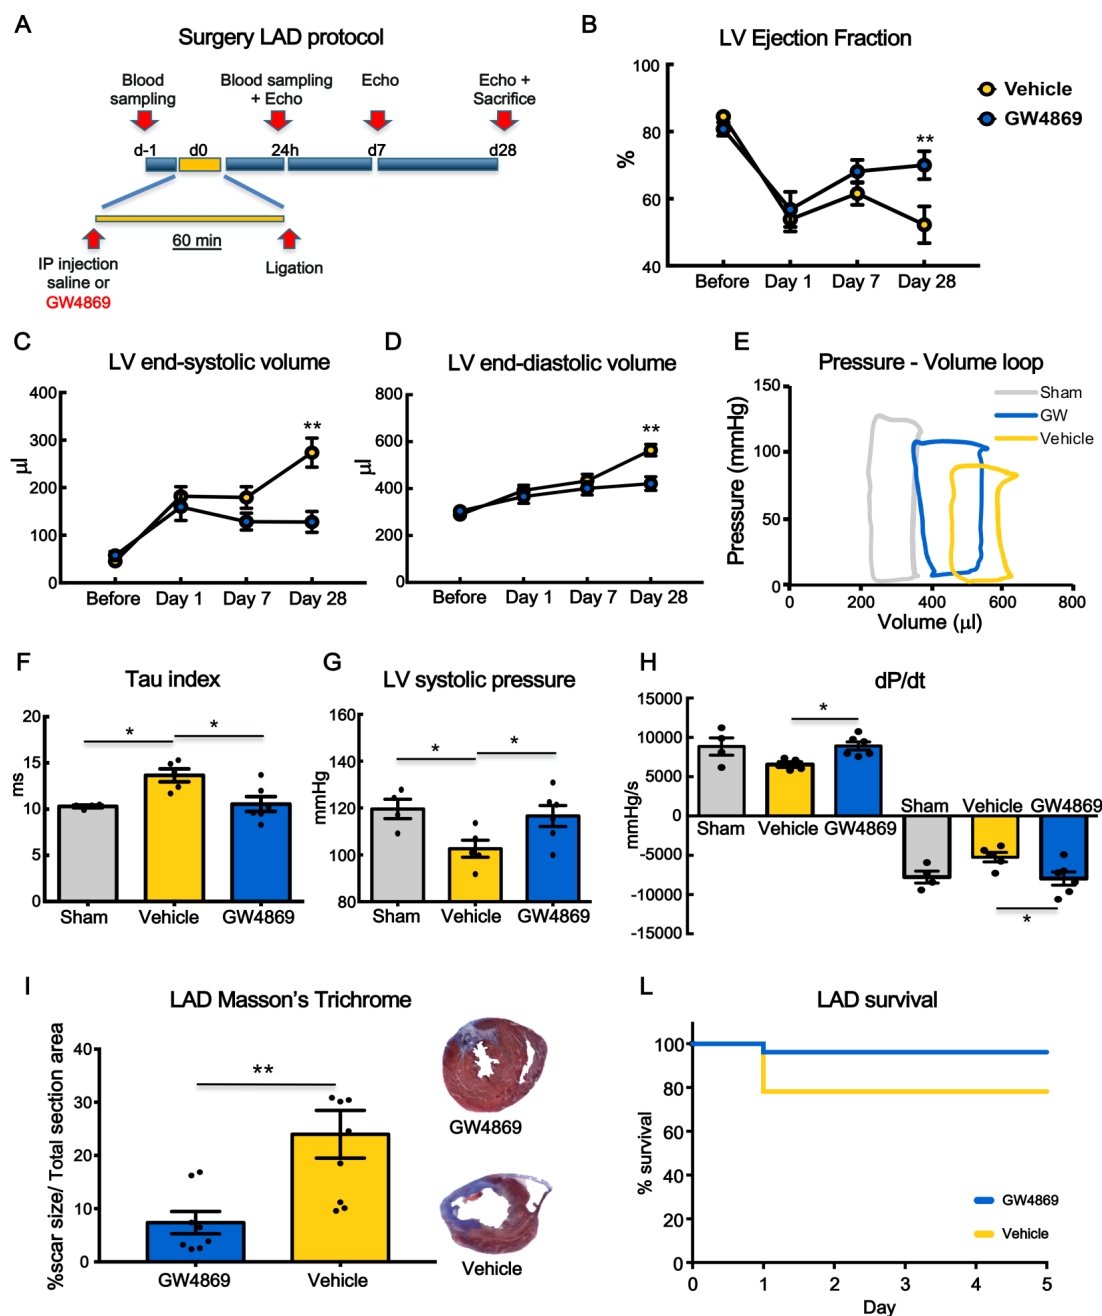 A
Surgery LAD protocol
Blood
sampling
Blood sampling
+ Echo
Echo
Echo +
Sacrifice
d-1
d0
24h
d7
d28
60 min
IP injection
saline or
GW4869
Ligation
B
LV Ejection Fraction
%
100
80
60
40
**
Before
Day 1
Day 7
Day 28
Vehicle
GW4869
C
LV end-systolic volume
µl
400
300
200
100
0
**
Before
Day 1
Day 7
Day 28
D
LV end-diastolic volume
µl
800
600
400
200
0
**
Before
Day 1
Day 7
Day 28
E
Pressure - Volume loop
Pressure (mmHg)
150
100
50
0
Sham
GW
Vehicle
0
200
400
600
800
Volume (µl)
F
Tau index
ms
20
15
10
5
0
*
*
Sham
Vehicle
GW4869
G
LV systolic pressure
mmHg
160
140
120
100
80
*
*
Sham
Vehicle
GW4869
H
dP/dt
mmHg/s
15000
10000
5000
0
-5000
-10000
-15000
*
Sham
Vehicle
GW4869
Sham
Vehicle
GW4869
*
I
LAD Masson's Trichrome
%scar size/ Total section area
40
30
20
10
0
**
GW4869
Vehicle
GW4869
Vehicle
L
LAD survival
% survival
100
80
60
40
20
0
GW4869
Vehicle
0
1
2
3
4
5
Day